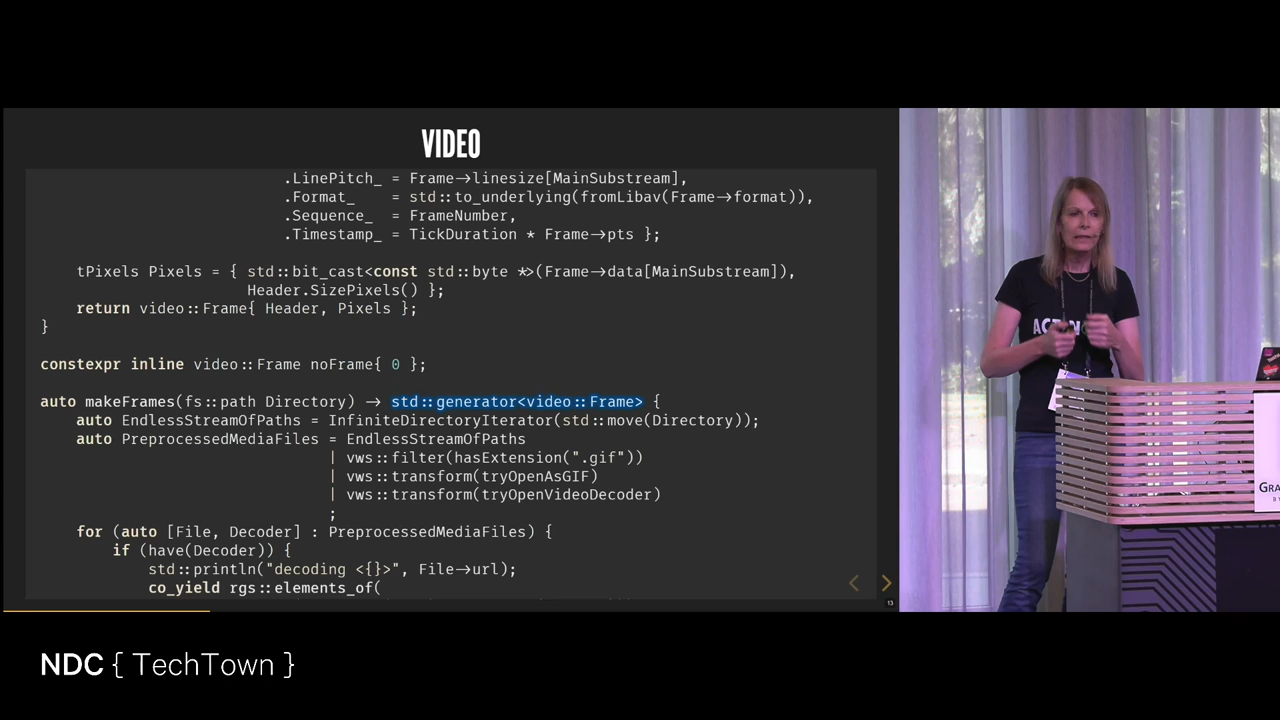 VIDEO
.LinePitch_ = Frame->linesize[MainSubstream],
.Format_ = std::to_underlying(fromLibav(Frame->format)),
.Sequence_ = FrameNumber,
.Timestamp_ = TickDuration * Frame->pts };
tPixels Pixels = { std::bit_cast<const std::byte *>(Frame->data[MainSubstream]),
Header.SizePixels() };
return video::Frame{ Header, Pixels };
}
constexpr inline video::Frame noFrame{ 0 };
auto makeFrames(fs::path Directory) -> std::generator<video::Frame> {
auto EndlessStreamOfPaths = InfiniteDirectoryIterator(std::move(Directory));
auto PreprocessedMediaFiles = EndlessStreamOfPaths
| vws::filter(hasExtension(".gif"))
| vws::transform(tryOpenAsGIF)
| vws::transform(tryOpenVideoDecoder)
;
for (auto [File, Decoder] : PreprocessedMediaFiles) {
if (have(Decoder)) {
std::println("decoding <{}>", File->url);
co_yield rgs::elements_of(
13
NDC { TechTown }